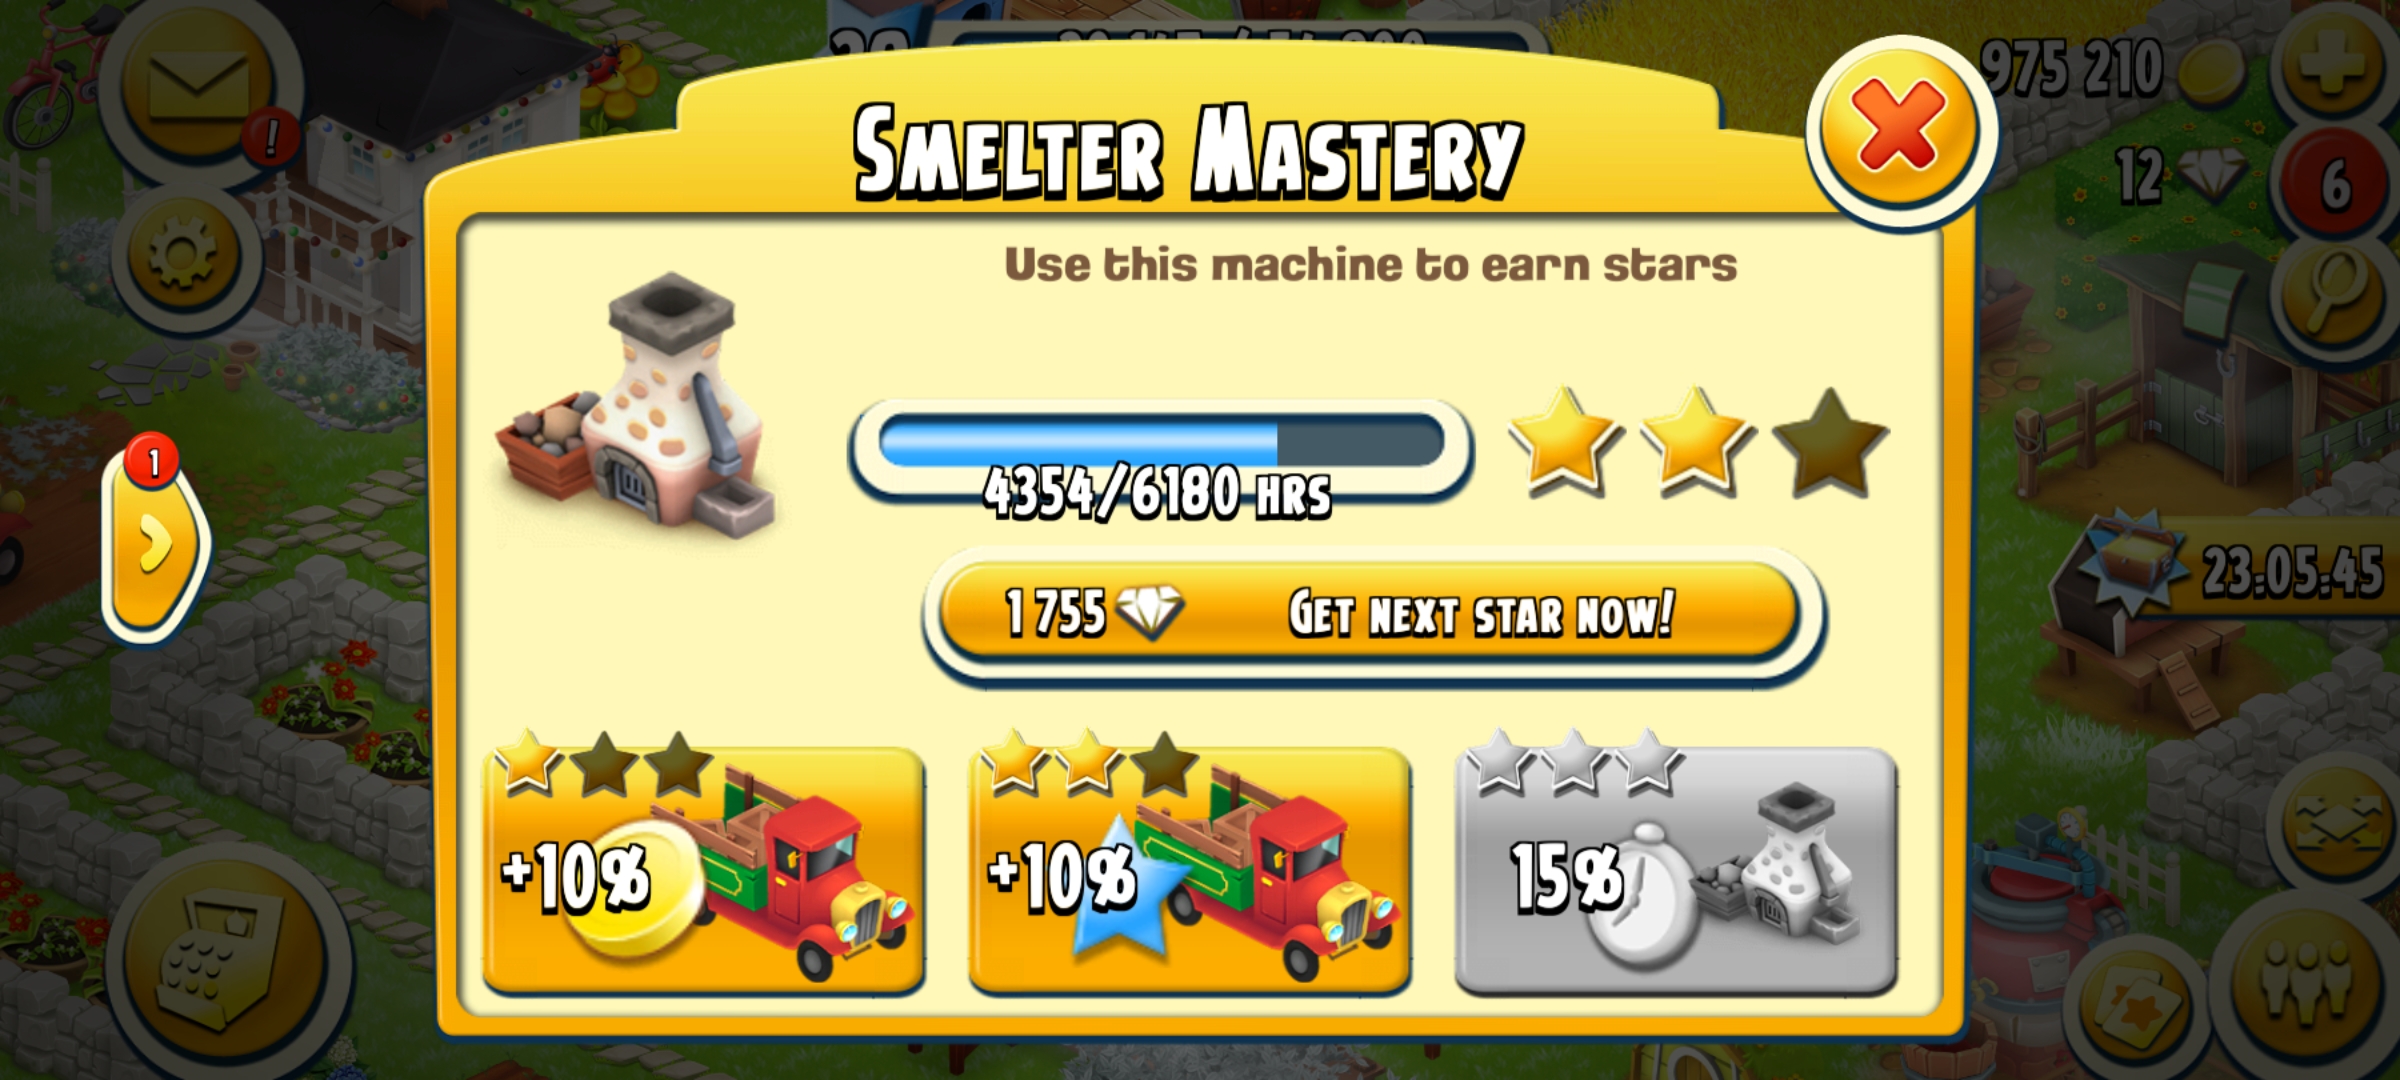 975 210
SMELTER MASTERY
!
12
6
Use this machine to earn stars
1
4354/6180 HRS
23:05:45
1 755 GET NEXT STAR NOW!
+10%
+10%
15%